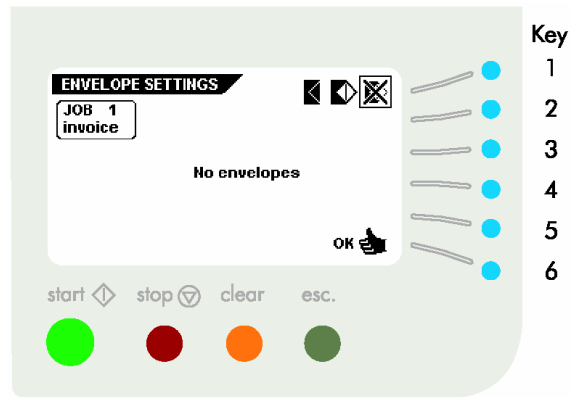 Key
ENVELOPE SETTINGS
1
JOB 1
invoice
2
3
No envelopes
4
OK
5
6
start stop clear esc.